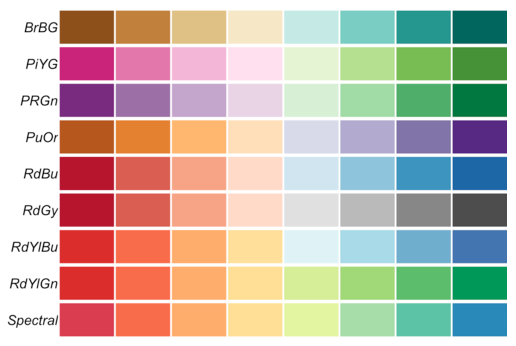 BrBG
PiYG
PRGn
PuOr
RdBu
RdGy
RdYlBu
RdYlGn
Spectral